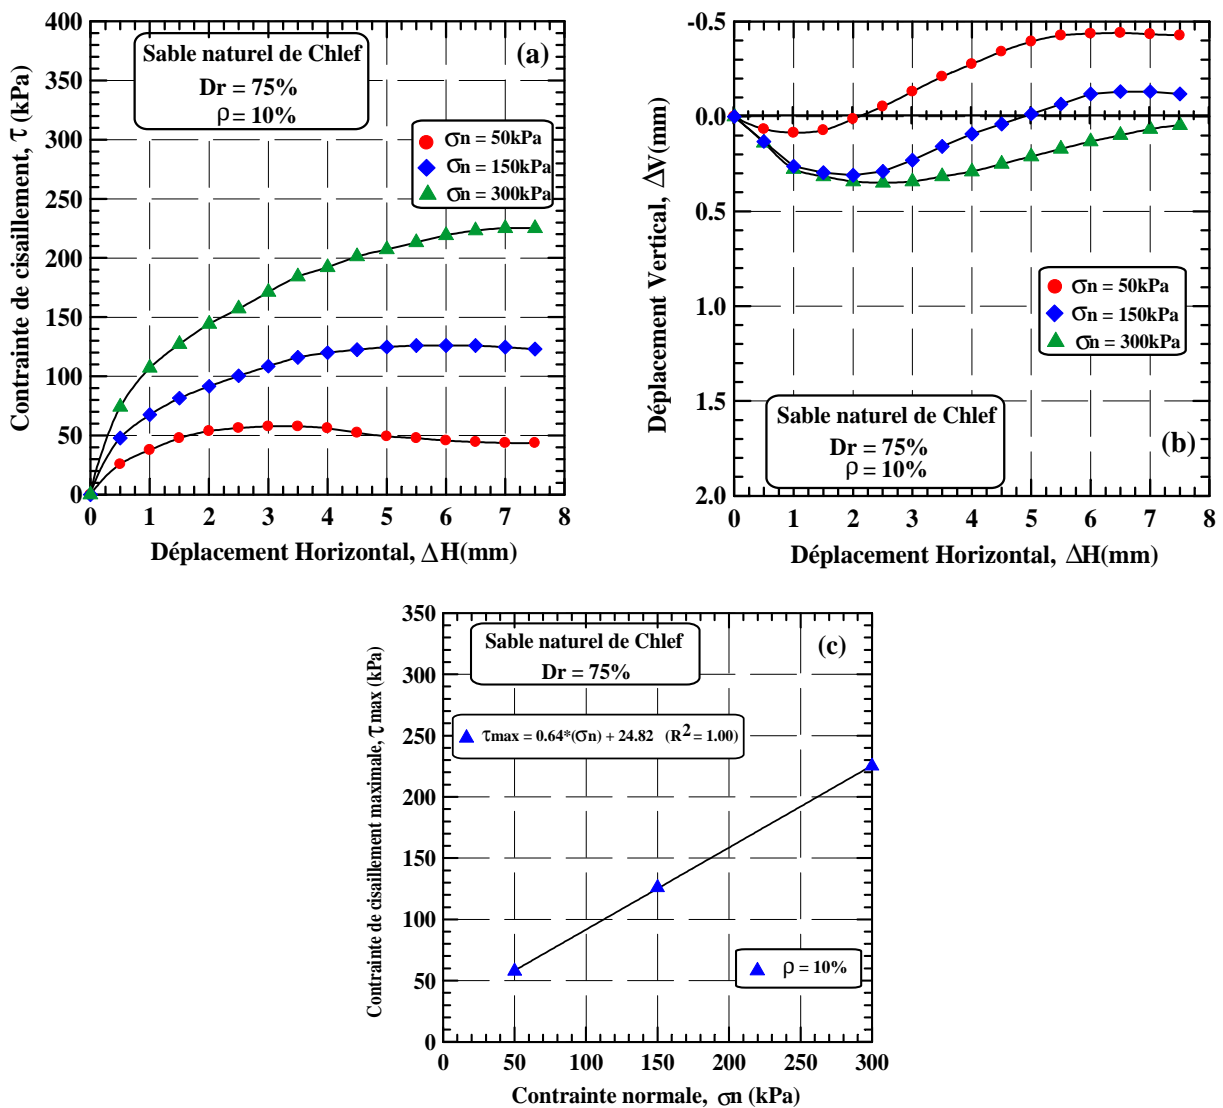 400
350
300
250
200
150
100
50
0
0 1 2 3 4 5 6 7 8
Contrainte de cisaillement, τ (kPa)
Déplacement Horizontal, ΔH(mm)
Sable naturel de Chlef
Dr = 75%
ρ = 10%
(a)
σn = 50kPa
σn = 150kPa
σn = 300kPa
-0.5
0.0
0.5
1.0
1.5
2.0
0 1 2 3 4 5 6 7 8
Déplacement Vertical, ΔV(mm)
Déplacement Horizontal, ΔH(mm)
σn = 50kPa
σn = 150kPa
σn = 300kPa
Sable naturel de Chlef
Dr = 75%
ρ = 10%
(b)
350
300
250
200
150
100
50
0
0 50 100 150 200 250 300
Contrainte de cisaillement maximale, τmax (kPa)
Contrainte normale, σn (kPa)
Sable naturel de Chlef
Dr = 75%
(c)
τmax = 0.64*(σn) + 24.82 (R² = 1.00)
ρ = 10%